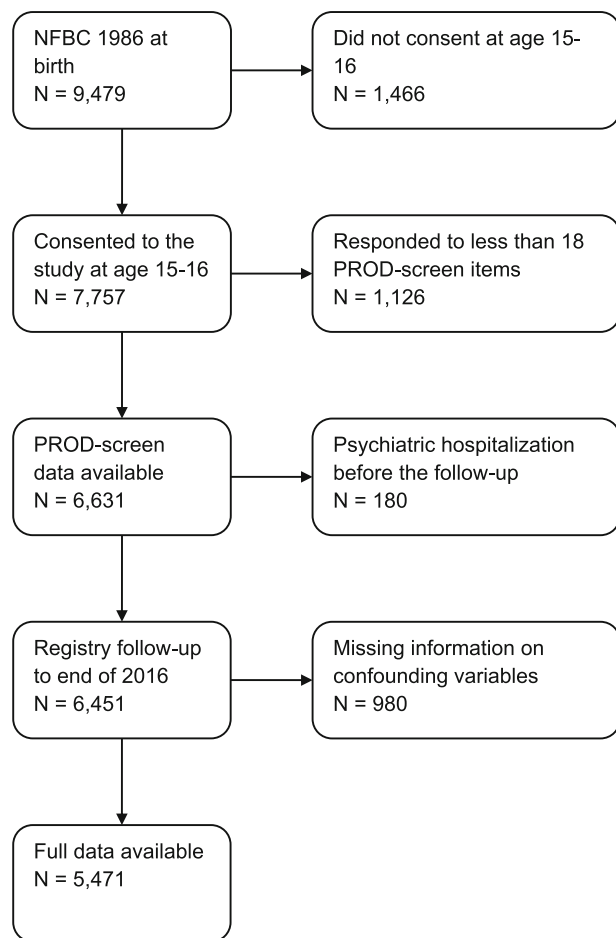 NFBC 1986 at
birth
N = 9,479
Did not consent at age 15-
16
N = 1,466
Consented to the
study at age 15-16
N = 7,757
Responded to less than 18
PROD-screen items
N = 1,126
PROD-screen
data available
N = 6,631
Psychiatric hospitalization
before the follow-up
N = 180
Registry follow-up
to end of 2016
N = 6,451
Missing information on
confounding variables
N = 980
Full data available
N = 5,471